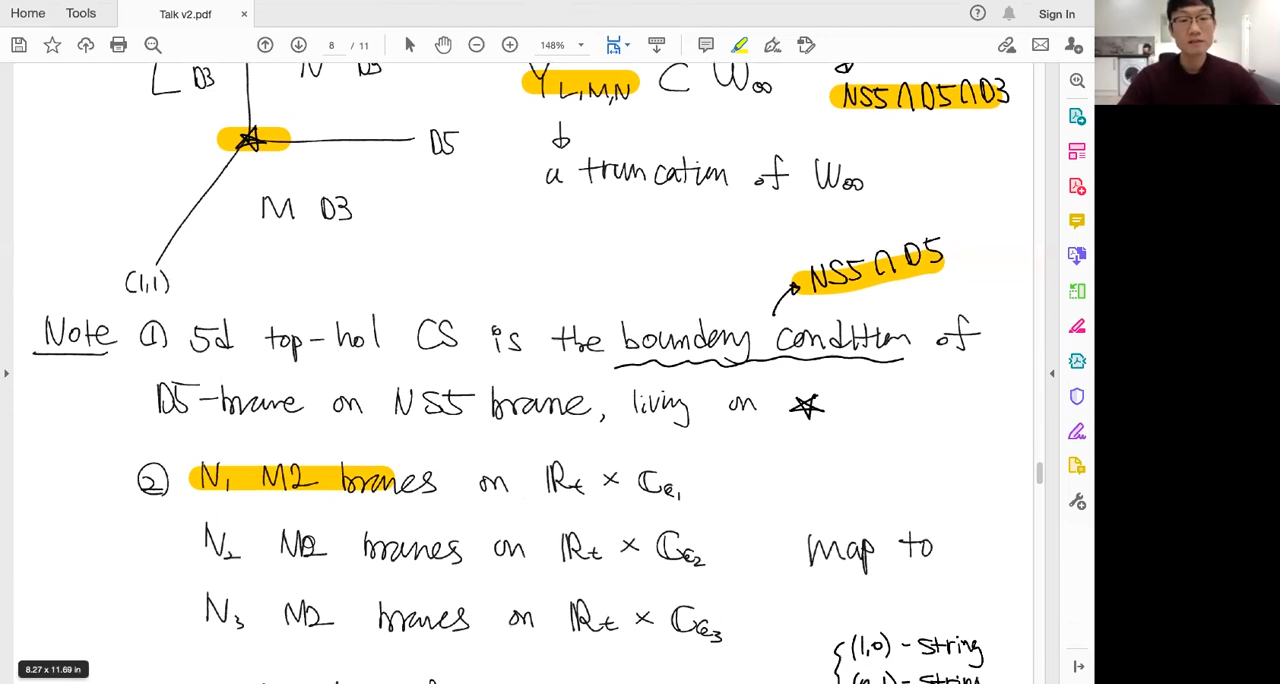 Home Tools Talk v2.pdf × Sign In
8 / 11 148%
L D3 N D3 Y L,M,N ⊂ W∞ NS5 ∩ D5 ∩ D3
D5
a truncation of W∞
M D3
(1,1)
NS5 ∩ D5
Note ① 5d top-hol CS is the boundary condition of
D5-brane on NS5 brane, living on ☆
② N1 M2 branes on ℝt × ℂε1
N2 M2 branes on ℝt × ℂε2 map to
N3 M2 branes on ℝt × ℂε3
(1,0) - string
8.27 x 11.69 in